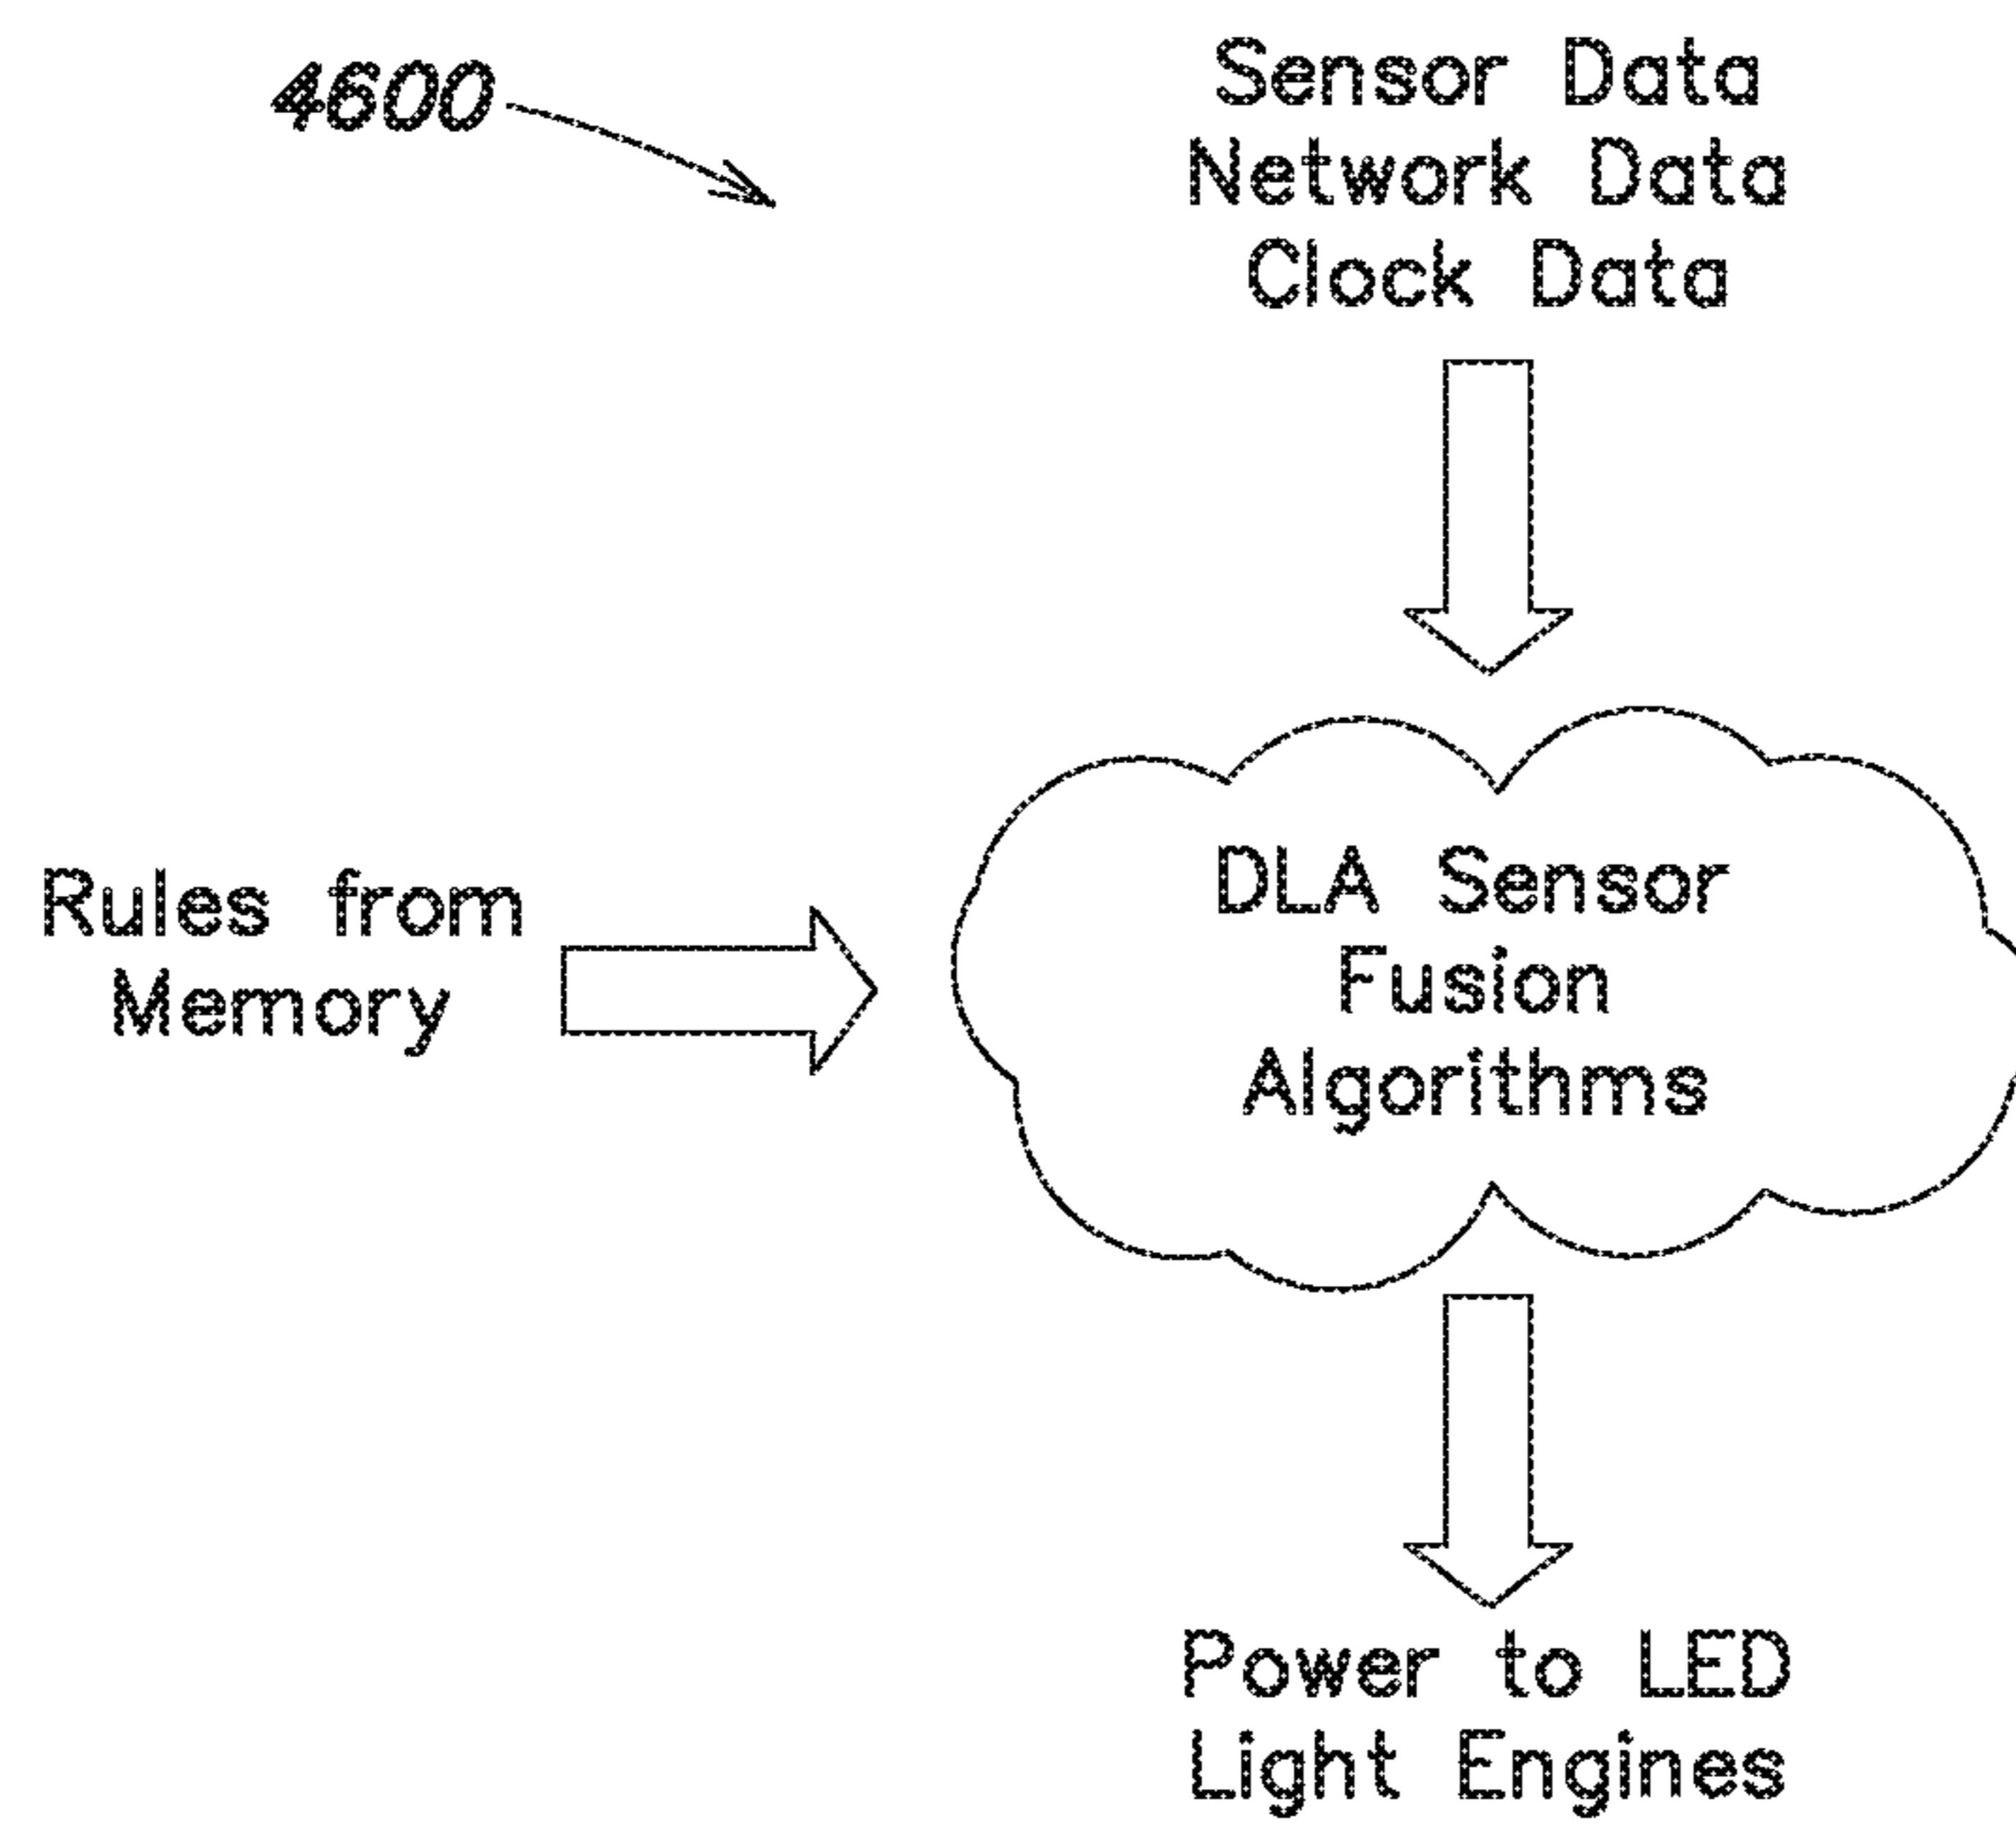 4600
Sensor Data
Network Data
Clock Data
Rules from
Memory
DLA Sensor
Fusion
Algorithms
Power to LED
Light Engines